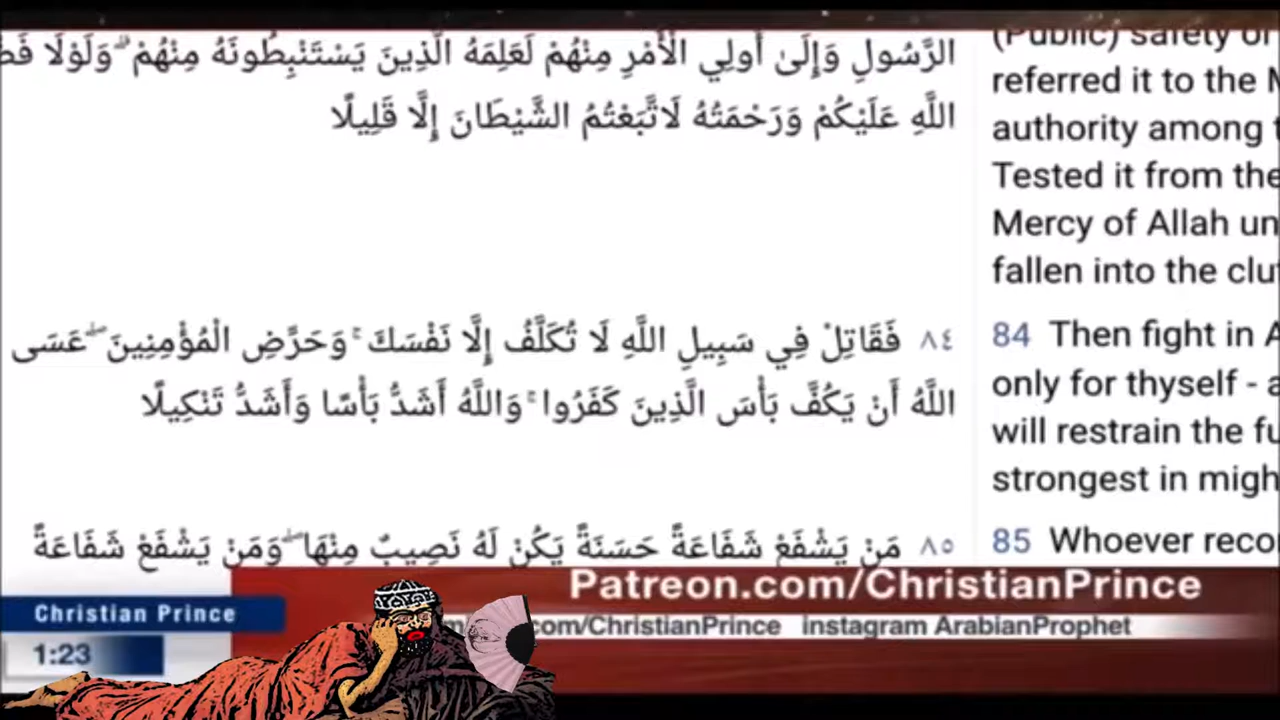 الرَّسُولِ وَإِلَىٰ أُولِي الْأَمْرِ مِنْهُمْ لَعَلِمَهُ الَّذِينَ يَسْتَنْبِطُونَهُ مِنْهُمْ ۗ وَلَوْلَا
اللَّهِ عَلَيْكُمْ وَرَحْمَتُهُ لَاتَّبَعْتُمُ الشَّيْطَانَ إِلَّا قَلِيلًا
٨٤ فَقَاتِلْ فِي سَبِيلِ اللَّهِ لَا تُكَلَّفُ إِلَّا نَفْسَكَ ۚ وَحَرِّضِ الْمُؤْمِنِينَ ۖ عَسَى
اللَّهُ أَنْ يَكُفَّ بَأْسَ الَّذِينَ كَفَرُوا ۚ وَاللَّهُ أَشَدُّ بَأْسًا وَأَشَدُّ تَنْكِيلًا
٨٥ مَنْ يَشْفَعْ شَفَاعَةً حَسَنَةً يَكُنْ لَهُ نَصِيبٌ مِنْهَا ۖ وَمَنْ يَشْفَعْ شَفَاعَةً
(Public) safety or
referred it to the
authority among
Tested it from the
Mercy of Allah un
fallen into the clu
84 Then fight in A
only for thyself - a
will restrain the fu
strongest in migh
85 Whoever reco
Patreon.com/ChristianPrince
com/ChristianPrince instagram ArabianProphet
Christian Prince
1:23